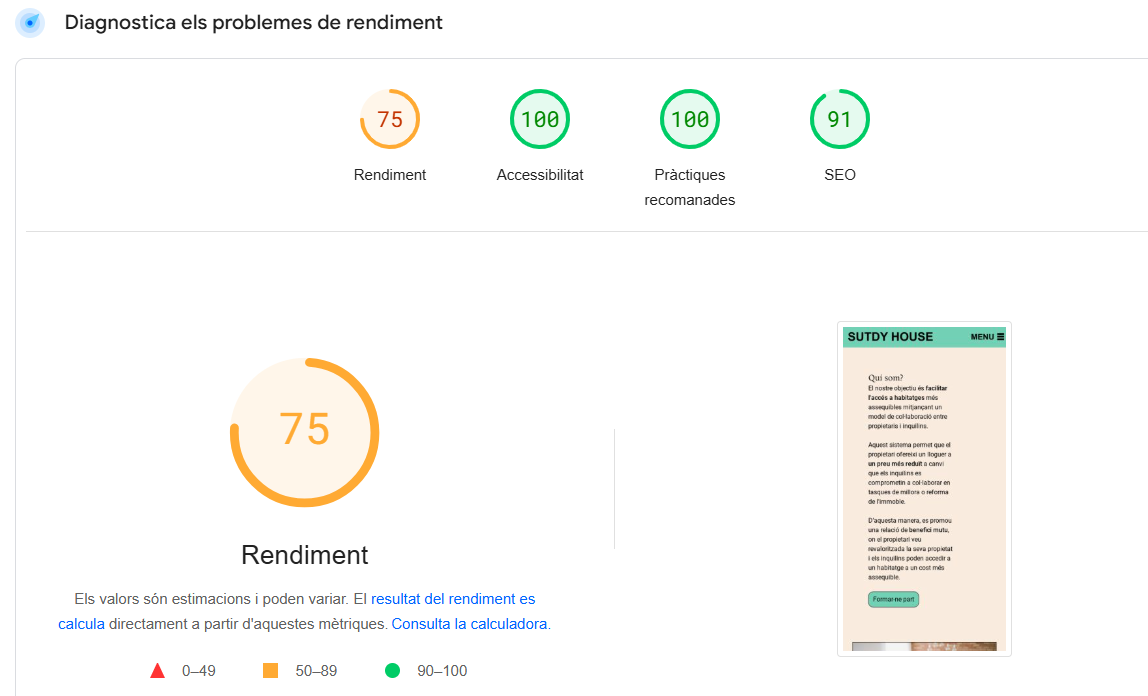 Diagnostica els problemes de rendiment
75
100
100
91
Rendiment
Accessibilitat
Pràctiques
recomanades
SEO
75
Rendiment
Els valors són estimacions i poden variar. El resultat del rendiment es
calcula directament a partir d'aquestes mètriques. Consulta la calculadora.
0–49
50–89
90–100
SUTDY HOUSE
MENU
Qui som?
El nostre objectiu és facilitar
l'accés a habitatges més
assequibles mitjançant un
model de col·laboració entre
propietaris i inquilins.
Aquest sistema permet que el
propietari ofereixi un lloguer a
un preu més reduït a canvi
que els inquilins es
comprometin a col·laborar en
tasques de millora o reforma
de l'immoble.
D'aquesta manera, es promou
una relació de benefici mutu,
on el propietari veu
revaloritzada la seva propietat
i els inquilins poden accedir a
un habitatge a un cost més
assequible.
Formar-ne part